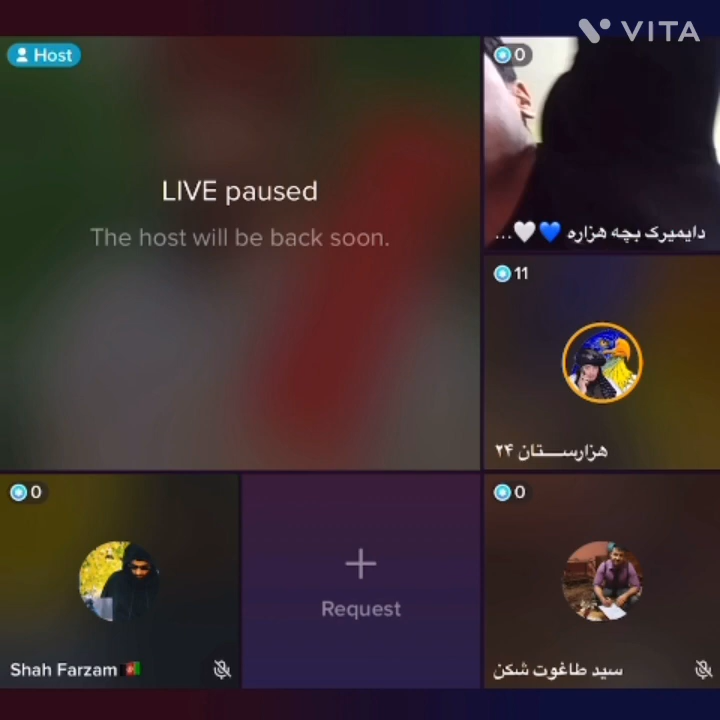 VITA
Host
LIVE paused
The host will be back soon.
0
دایمیرک بچه هزاره 💙🤍...
11
هزارســـتان ۲۴
0
Shah Farzam🇦🇫
Request
0
سید طاغوت شکن